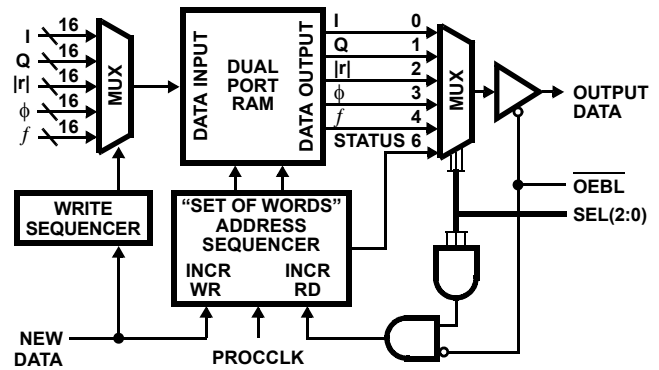 I 16
Q 16
|r| 16
ϕ 16
f 16
MUX
DATA INPUT
DUAL
PORT
RAM
DATA OUTPUT
I 0
Q 1
|r| 2
ϕ 3
f 4
STATUS 6
MUX
OUTPUT
DATA
OEBL
SEL(2:0)
WRITE
SEQUENCER
“SET OF WORDS”
ADDRESS
SEQUENCER
INCR
WR
INCR
RD
NEW
DATA
PROCCLK